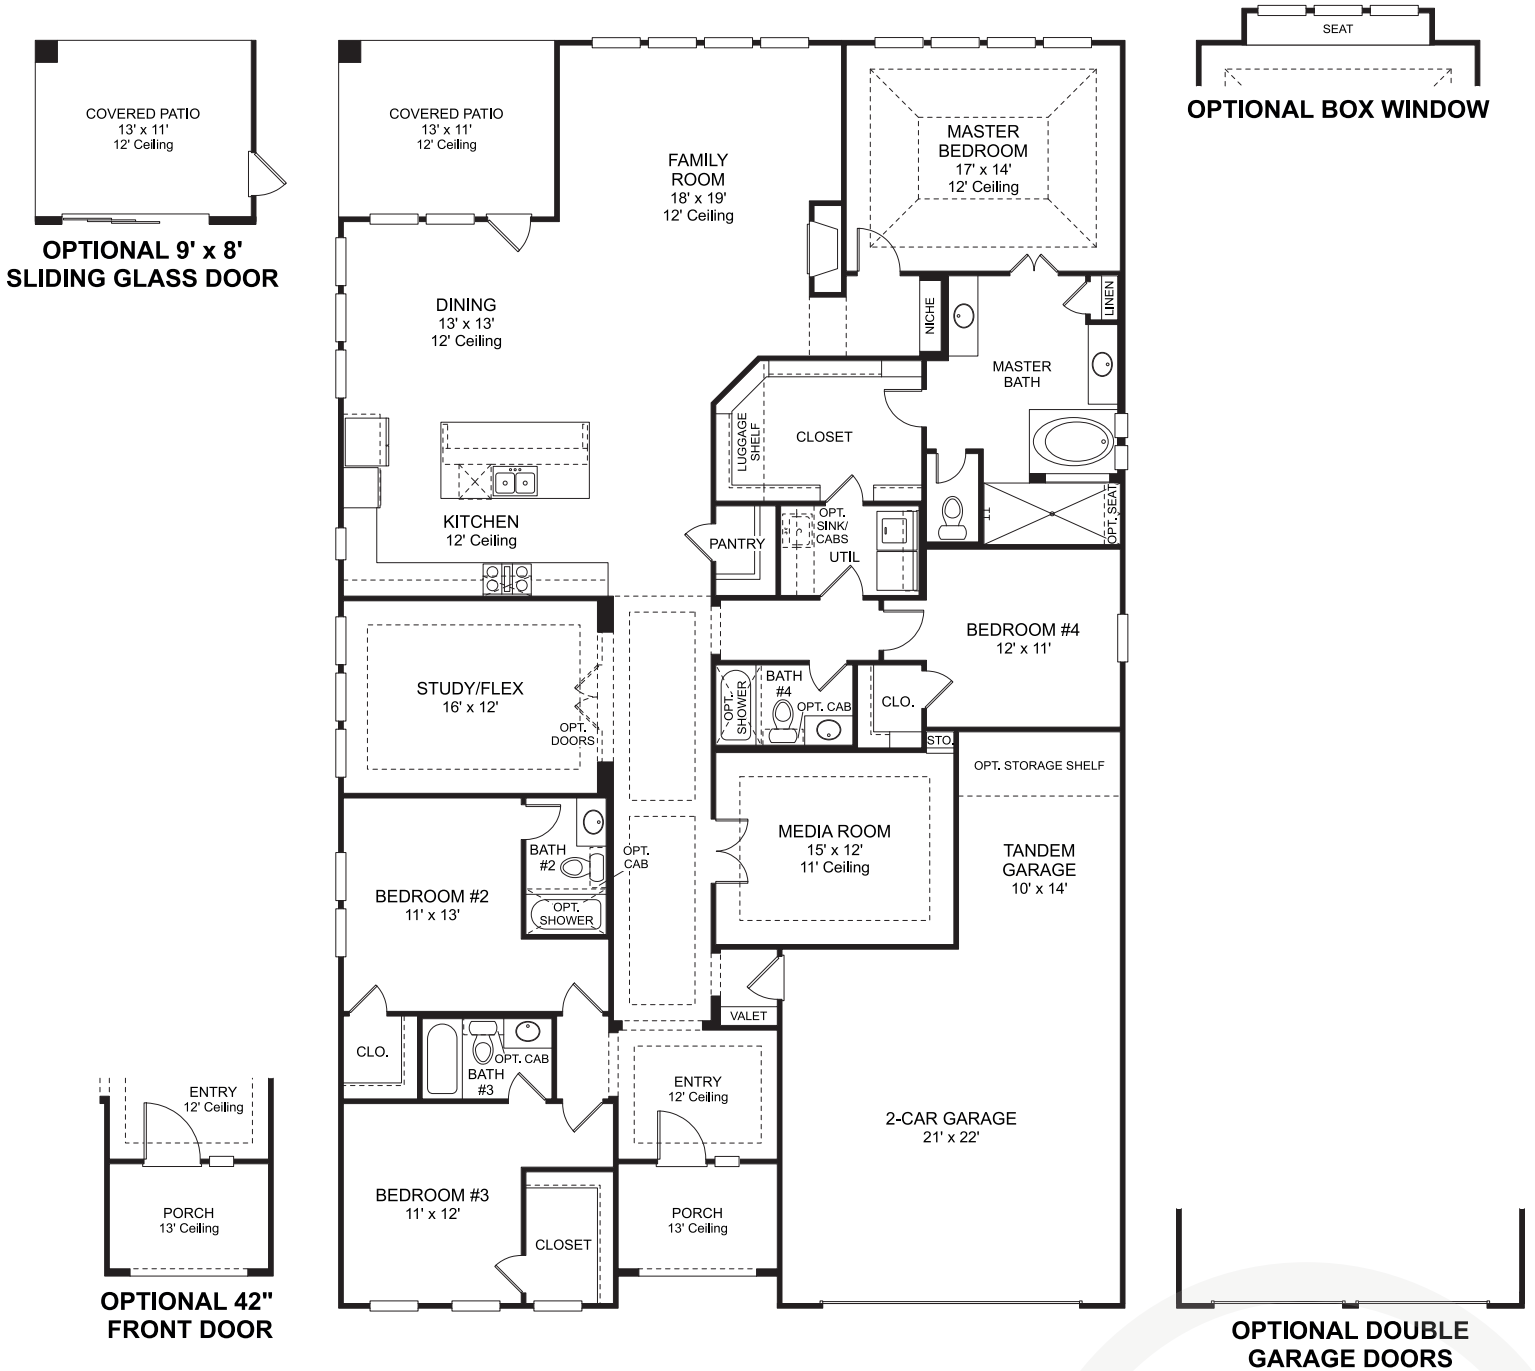 COVERED PATIO
13' x 11'
12' Ceiling
OPTIONAL 9' x 8'
SLIDING GLASS DOOR
COVERED PATIO
13' x 11'
12' Ceiling
FAMILY
ROOM
18' x 19'
12' Ceiling
MASTER
BEDROOM
17' x 14'
12' Ceiling
SEAT
OPTIONAL BOX WINDOW
DINING
13' x 13'
12' Ceiling
NICHE
LINEN
MASTER
BATH
LUGGAGE
SHELF
CLOSET
KITCHEN
12' Ceiling
PANTRY
OPT.
SINK/
CABS
UTIL
11
OPT. SEAT
BEDROOM #4
12' x 11'
STUDY/FLEX
16' x 12'
OPT.
DOORS
OPT.
SHOWER
BATH
#4
OPT. CAB
CLO.
STO.
OPT. STORAGE SHELF
MEDIA ROOM
15' x 12'
11' Ceiling
TANDEM
GARAGE
10' x 14'
BATH
#2
OPT.
CAB
OPT.
SHOWER
BEDROOM #2
11' x 13'
VALET
CLO.
OPT. CAB
BATH
#3
ENTRY
12' Ceiling
2-CAR GARAGE
21' x 22'
BEDROOM #3
11' x 12'
CLOSET
PORCH
13' Ceiling
ENTRY
12' Ceiling
PORCH
13' Ceiling
OPTIONAL 42"
FRONT DOOR
OPTIONAL DOUBLE
GARAGE DOORS